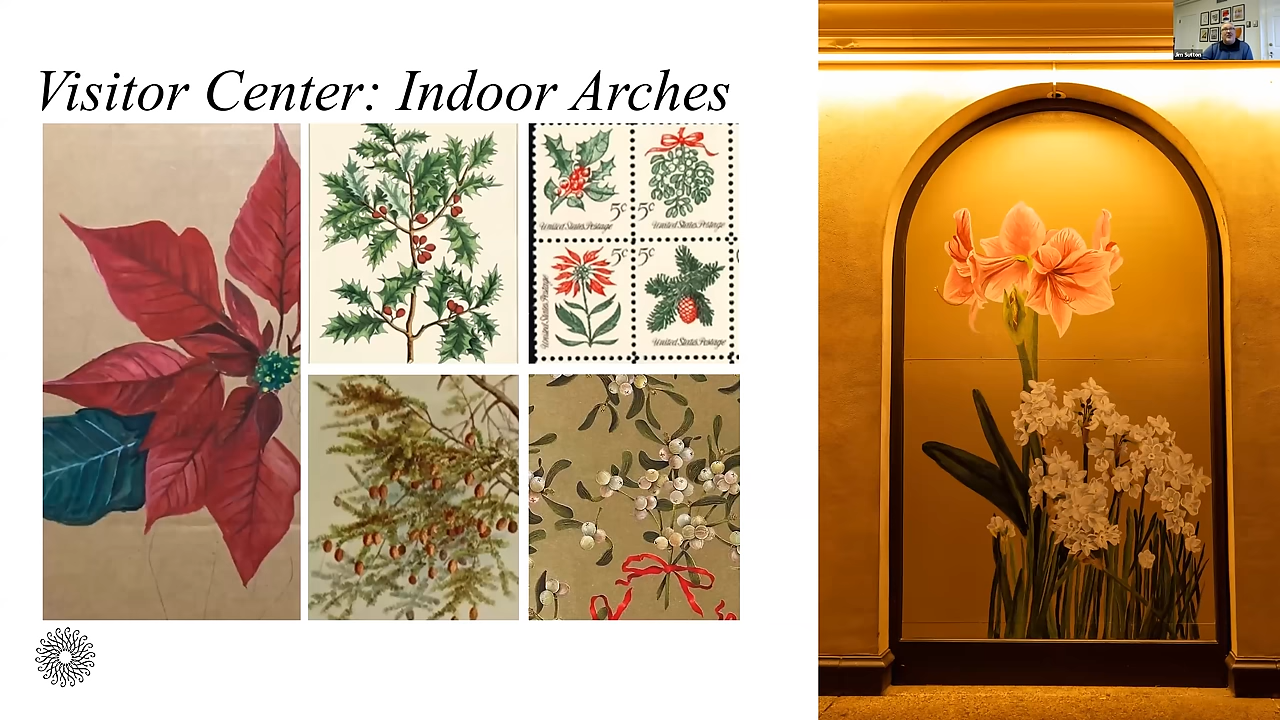 Visitor Center: Indoor Arches
Jim Sutton
5c
United States Postage
5c
United States Postage
5c
United States Postage
5c
United States Postage